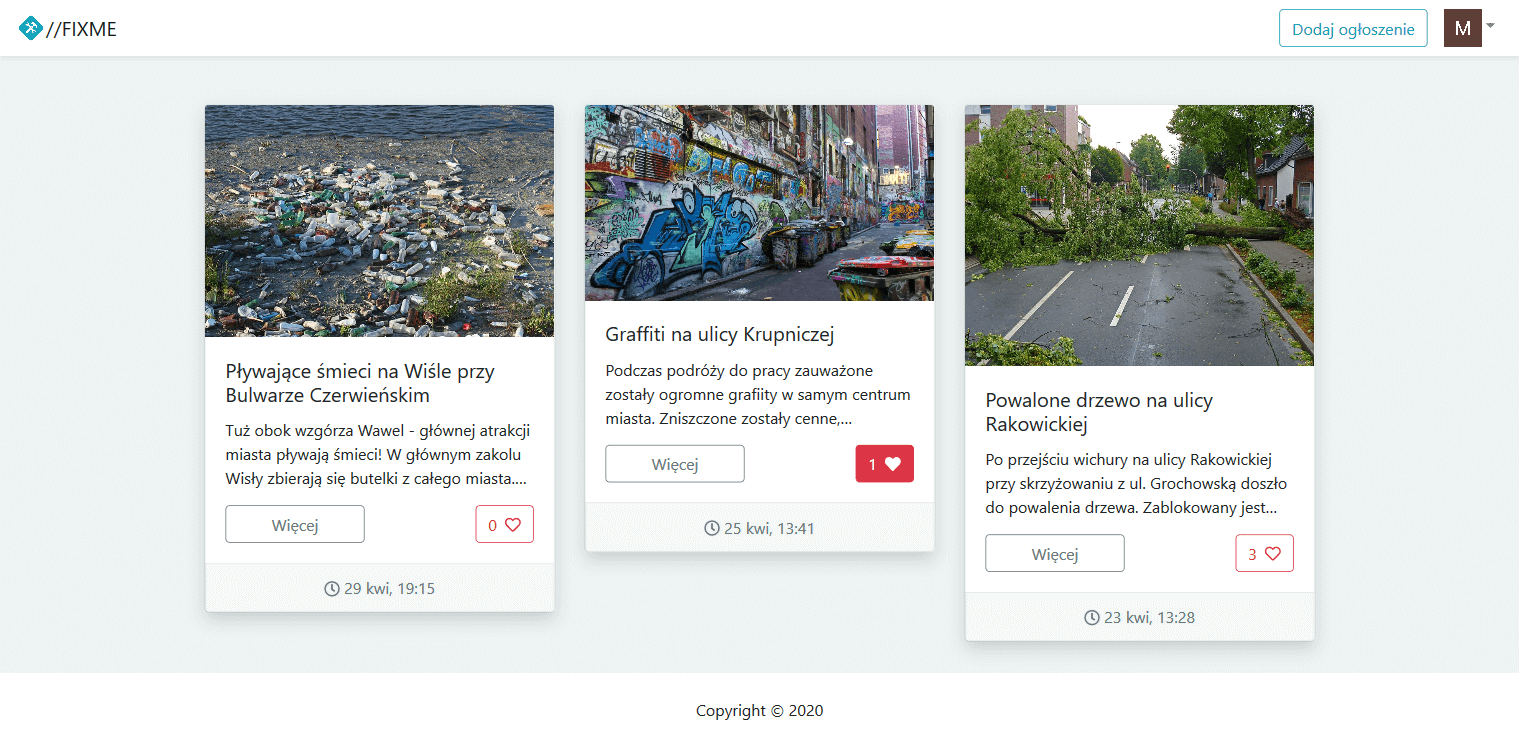 //FIXME
Dodaj ogłoszenie
M
Pływające śmieci na Wiśle przy
Bulwarze Czerwieńskim
Tuż obok wzgórza Wawel - głównej atrakcji
miasta pływają śmieci! W głównym zakolu
Wisły zbierają się butelki z całego miasta....
Więcej
0
29 kwi, 19:15
Graffiti na ulicy Krupniczej
Podczas podróży do pracy zauważone
zostały ogromne grafiity w samym centrum
miasta. Zniszczone zostały cenne,...
Więcej
1
25 kwi, 13:41
Powalone drzewo na ulicy
Rakowickiej
Po przejściu wichury na ulicy Rakowickiej
przy skrzyżowaniu z ul. Grochowską doszło
do powalenia drzewa. Zablokowany jest...
Więcej
3
23 kwi, 13:28
Copyright © 2020